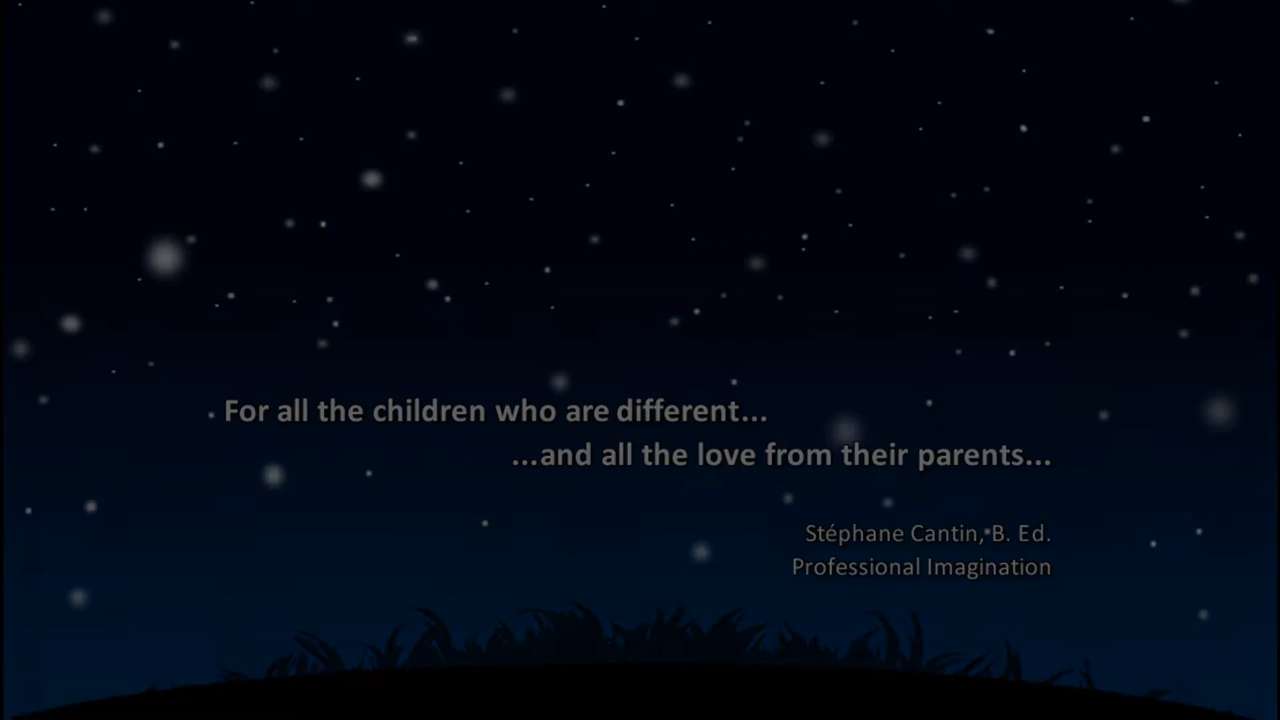 For all the children who are different...
...and all the love from their parents...
Stéphane Cantin, B. Ed.
Professional Imagination